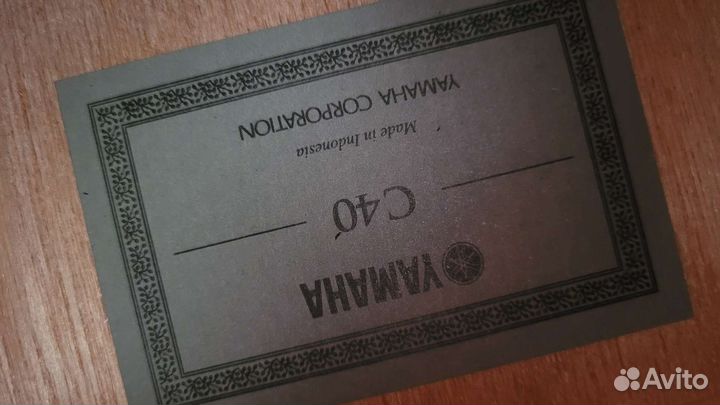 YAMAHA
C40
Made in Indonesia
YAMAHA CORPORATION
Avito